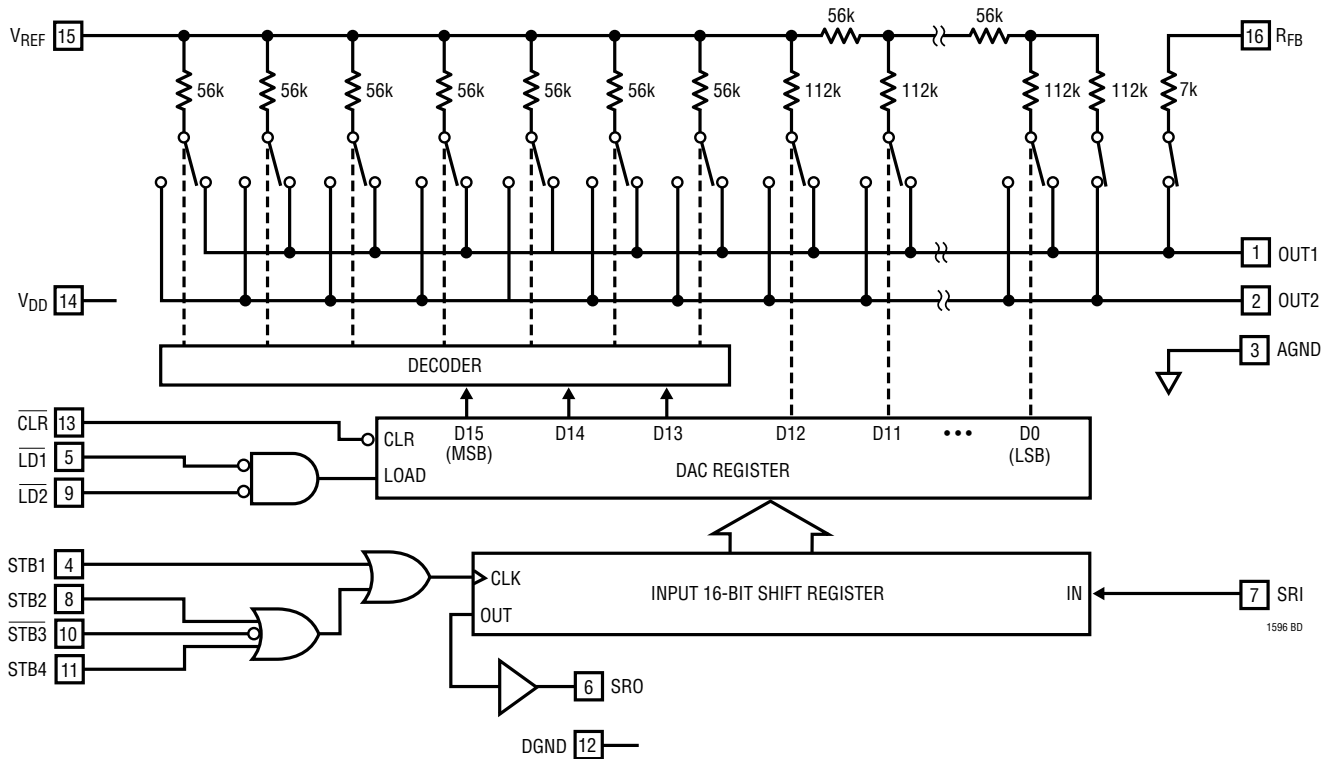 56k 56k
VREF 15 16 RFB
56k 56k 56k 56k 56k 56k 56k 112k 112k 112k 112k 7k
1 OUT1
VDD 14 2 OUT2
3 AGND
DECODER
CLR 13
CLR D15 D14 D13 D12 D11 ••• D0
(MSB) (LSB)
LD1 5
LOAD DAC REGISTER
LD2 9
STB1 4
CLK INPUT 16-BIT SHIFT REGISTER IN 7 SRI
STB2 8
OUT
1596 BD
STB3 10
STB4 11
6 SRO
DGND 12